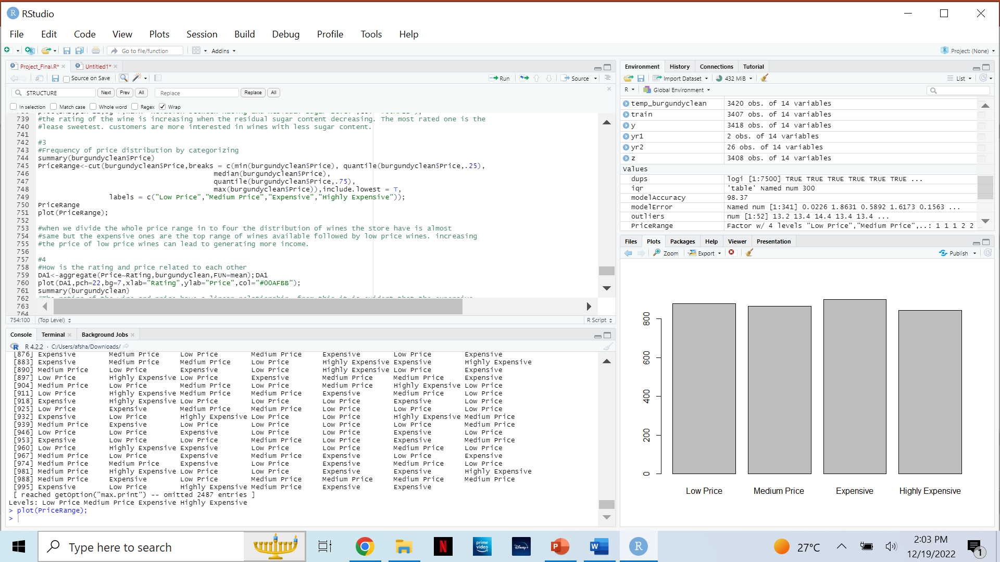 RStudio
File Edit Code View Plots Session Build Debug Profile Tools Help
Go to file/function Addins
Project: (None)
Project_Final.R* Untitled1*
Source on Save Run Source
STRUCTURE Next Prev All Replace Replace All
In selection Match case Whole word Regex Wrap
739 #the rating of the wine is increasing when the residual sugar content decreasing. The most rated one is the
740 #lease sweetest. customers are more interested in wines with less sugar content.
741
742 #3
743 #Frequency of price distribution by categorizing
744 summary(burgundyclean$Price)
745 PriceRange<-cut(burgundyclean$Price,breaks = c(min(burgundyclean$Price), quantile(burgundyclean$Price,.25),
746 median(burgundyclean$Price),
747 quantile(burgundyclean$Price,.75),
748 max(burgundyclean$Price)),include.lowest = T,
749 labels = c("Low Price","Medium Price","Expensive","Highly Expensive"));
750 PriceRange
751 plot(PriceRange);
752
753 #when we divide the whole price range in to four the distribution of wines the store have is almost
754 #same but the expensive ones are the top range of wines available followed by low price wines. increasing
755 #the price of low price wines can lead to generating more income.
756
757 #4
758 #How is the rating and price related to each other
759 DA1<-aggregate(Price~Rating,burgundyclean,FUN=mean);DA1
760 plot(DA1,pch=22,bg=7,xlab="Rating",ylab="Price",col="#00AFBB");
761 summary(burgundyclean)
762
763
764
754:100 (Top Level) R Script
Console Terminal Background Jobs
R 4.2.2 · C:/Users/afsha/Downloads/
[876] Expensive Medium Price Low Price Medium Price Expensive Low Price Expensive
[883] Expensive Medium Price Medium Price Low Price Highly Expensive Expensive Highly Expensive
[890] Medium Price Low Price Expensive Low Price Highly Expensive Low Price Expensive
[897] Low Price Highly Expensive Low Price Expensive Medium Price Medium Price Expensive
[904] Medium Price Low Price Medium Price Low Price Medium Price Highly Expensive Low Price
[911] Low Price Highly Expensive Medium Price Medium Price Expensive Medium Price Low Price
[918] Expensive Highly Expensive Low Price Low Price Low Price Expensive Low Price
[925] Low Price Expensive Medium Price Medium Price Low Price Low Price Low Price
[932] Expensive Low Price Highly Expensive Low Price Low Price Highly Expensive Medium Price
[939] Medium Price Expensive Low Price Low Price Low Price Low Price Medium Price
[946] Low Price Low Price Expensive Low Price Low Price Expensive Low Price
[953] Expensive Low Price Low Price Medium Price Low Price Expensive Medium Price
[960] Low Price Highly Expensive Expensive Low Price Low Price Medium Price Low Price
[967] Medium Price Low Price Expensive Medium Price Expensive Low Price Expensive
[974] Medium Price Medium Price Expensive Low Price Expensive Medium Price Low Price
[981] Medium Price Highly Expensive Low Price Low Price Expensive Expensive Highly Expensive
[988] Medium Price Expensive Low Price Medium Price Medium Price Medium Price Medium Price
[995] Expensive Low Price Highly Expensive Medium Price Expensive Expensive
[ reached getOption("max.print") -- omitted 2487 entries ]
Levels: Low Price Medium Price Expensive Highly Expensive
> plot(PriceRange);
>
Environment History Connections Tutorial
Import Dataset 432 MiB List
R Global Environment
temp_burgundyclean 3420 obs. of 14 variables
train 3407 obs. of 14 variables
y 3418 obs. of 14 variables
yr1 2 obs. of 14 variables
yr2 26 obs. of 14 variables
z 3408 obs. of 14 variables
Values
dups logi [1:7500] TRUE TRUE TRUE TRUE TRUE TRUE ...
iqr 'table' Named num 300
modelAccuracy 98.37
modelError Named num [1:341] 0.0226 1.8631 0.5892 1.6173 0.1563 ...
outliers num [1:52] 13.2 13.4 14.4 13.4 13.4 ...
PriceRange Factor w/ 4 levels "Low Price","Medium Price",..: 1 1 1 2 2 ...
Files Plots Packages Help Viewer Presentation
Zoom Export Publish
800
600
400
200
0
Low Price Medium Price Expensive Highly Expensive
Type here to search
N
prime video
Disney+
P
W
R
27°C
2:03 PM
12/19/2022
1